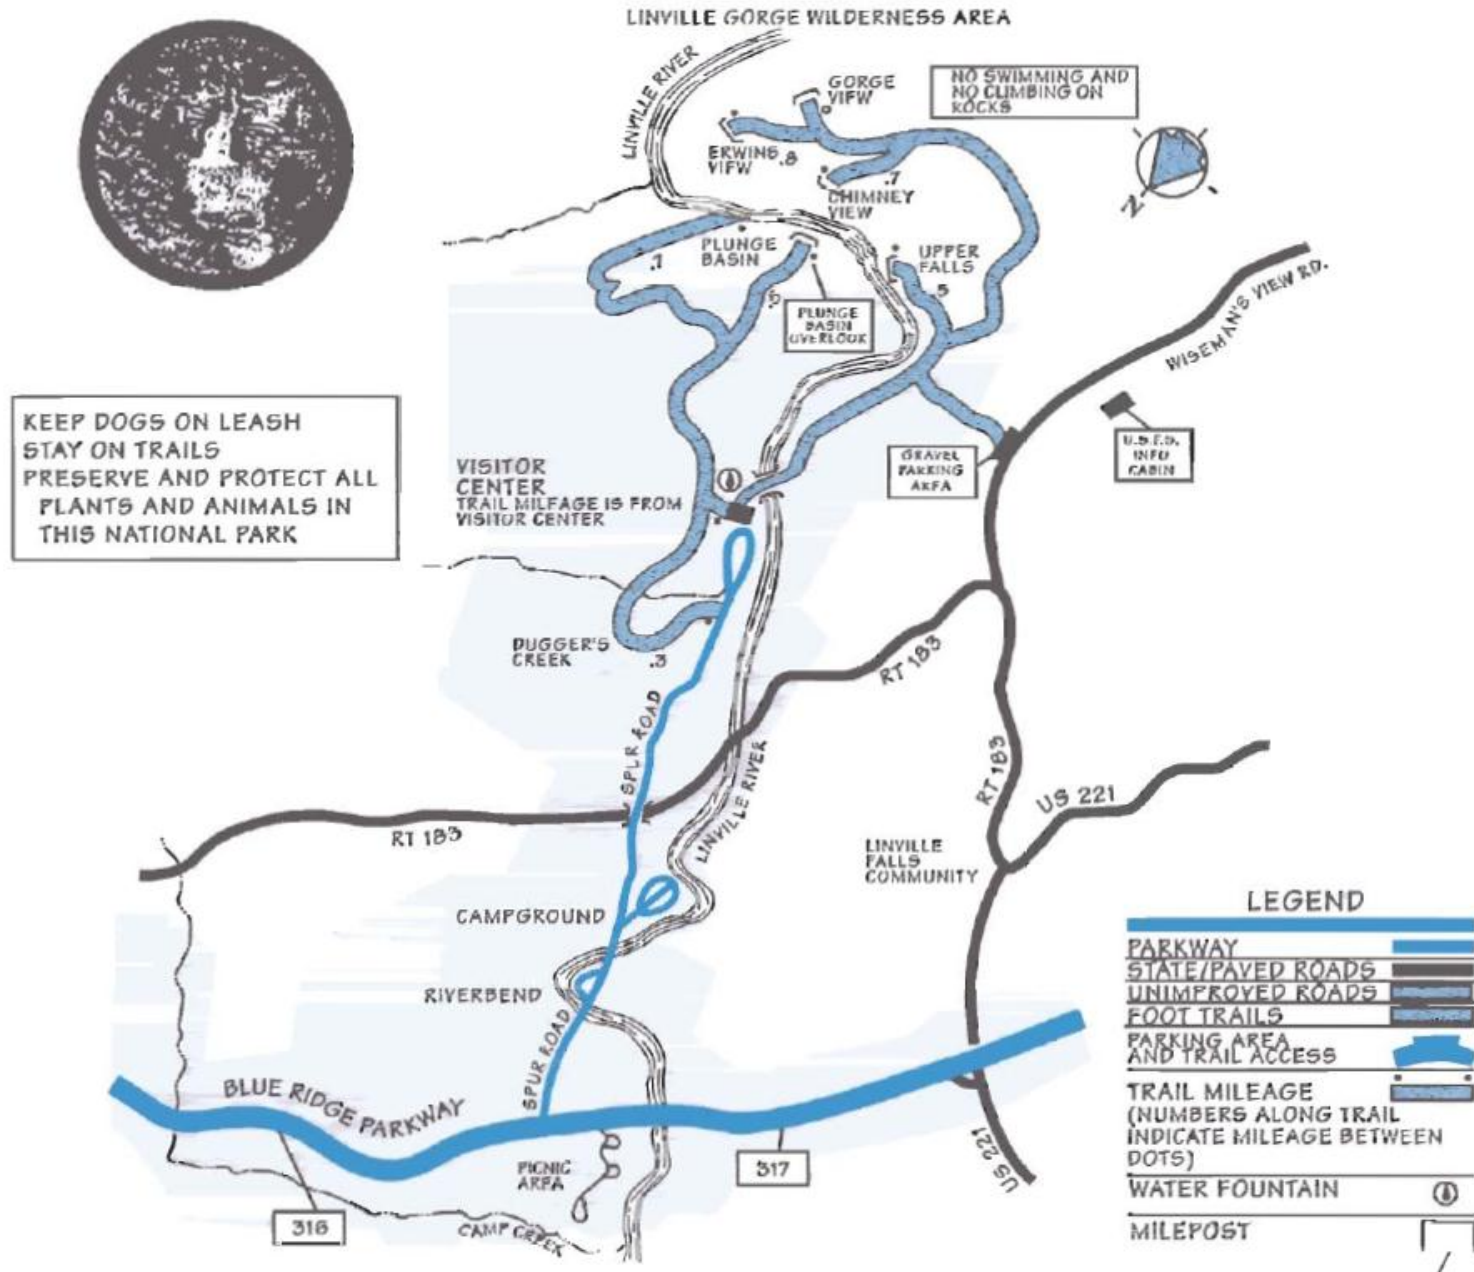 LINVILLE GORGE WILDERNESS AREA
LINVILLE RIVER
GORGE
VIFW
NO SWIMMING AND
NO CLIMBING ON
ROCKS
ERWINS .8
VIEW
.7
CHIMNEY
VIEW
N
PLUNGE
BASIN
.7
UPPER
FALLS
.5
PLUNGE
BASIN
OVERLOOK
WISEMAN'S VIEW RD.
KEEP DOGS ON LEASH
STAY ON TRAILS
PRESERVE AND PROTECT ALL
PLANTS AND ANIMALS IN
THIS NATIONAL PARK
U.S.F.S.
INFO
CABIN
GRAVEL
PARKING
AREA
VISITOR
CENTER
TRAIL MILFAGE IS FROM
VISITOR CENTER
DUGGER'S
CREEK
.3
RT 183
SPUR ROAD
RT 183
US 221
LINVILLE RIVER
RT 183
LINVILLE
FALLS
COMMUNITY
CAMPGROUND
RIVERBEND
SPUR ROAD
BLUE RIDGE PARKWAY
PICNIC
AREA
317
US 221
316
CAMP CREEK
LEGEND
PARKWAY
STATE/PAVED ROADS
UNIMPROVED ROADS
FOOT TRAILS
PARKING AREA
AND TRAIL ACCESS
TRAIL MILEAGE
(NUMBERS ALONG TRAIL
INDICATE MILEAGE BETWEEN
DOTS)
WATER FOUNTAIN
MILEPOST